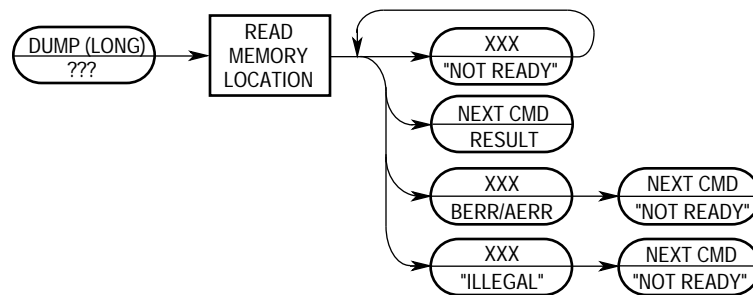 DUMP (LONG)
???
READ
MEMORY
LOCATION
XXX
"NOT READY"
NEXT CMD
RESULT
XXX
BERR/AERR
NEXT CMD
"NOT READY"
XXX
"ILLEGAL"
NEXT CMD
"NOT READY"